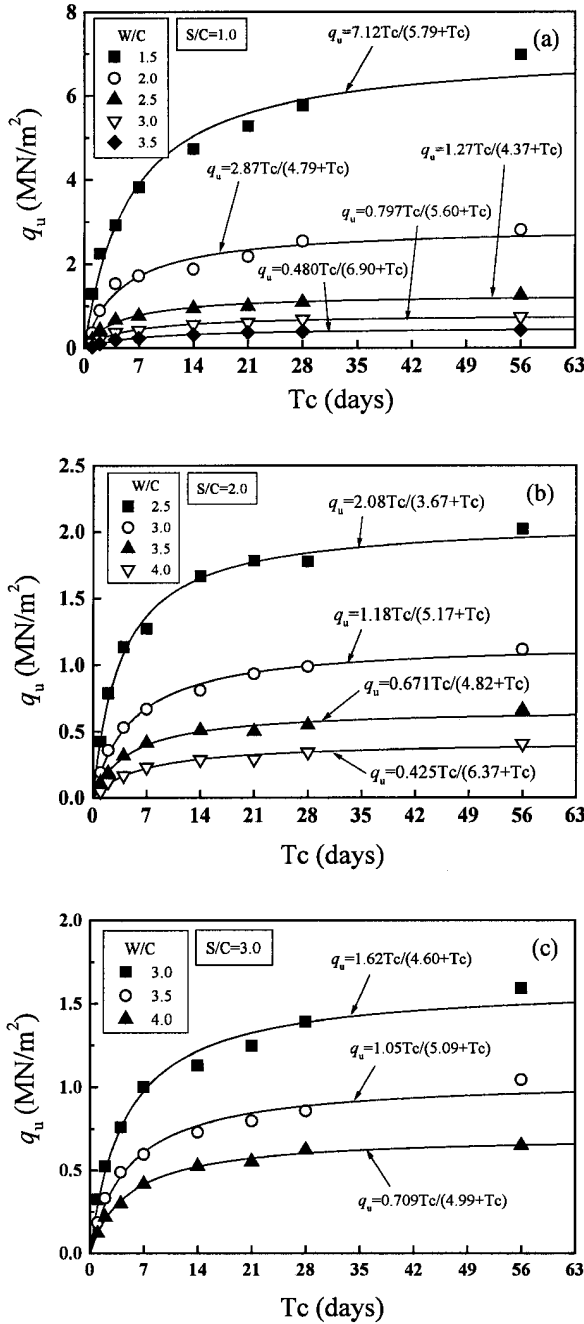 (a)
W/C
1.5
2.0
2.5
3.0
3.5
S/C=1.0
qu=7.12Tc/(5.79+Tc)
qu=2.87Tc/(4.79+Tc)
qu=1.27Tc/(4.37+Tc)
qu=0.797Tc/(5.60+Tc)
qu=0.480Tc/(6.90+Tc)
qu (MN/m²)
8
6
4
2
0
0 7 14 21 28 35 42 49 56 63
Tc (days)
(b)
W/C
2.5
3.0
3.5
4.0
S/C=2.0
qu=2.08Tc/(3.67+Tc)
qu=1.18Tc/(5.17+Tc)
qu=0.671Tc/(4.82+Tc)
qu=0.425Tc/(6.37+Tc)
qu (MN/m²)
2.5
2.0
1.5
1.0
0.5
0.0
0 7 14 21 28 35 42 49 56 63
Tc (days)
(c)
W/C
3.0
3.5
4.0
S/C=3.0
qu=1.62Tc/(4.60+Tc)
qu=1.05Tc/(5.09+Tc)
qu=0.709Tc/(4.99+Tc)
qu (MN/m²)
2.0
1.5
1.0
0.5
0.0
0 7 14 21 28 35 42 49 56 63
Tc (days)